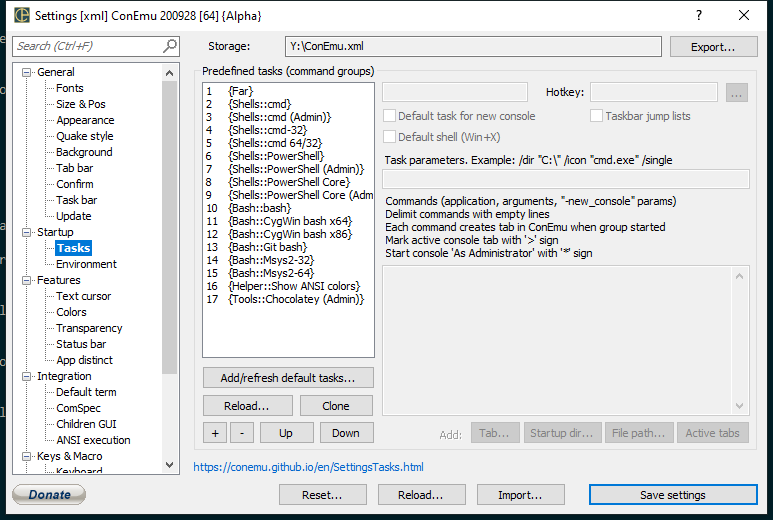 Settings [xml] ConEmu 200928 [64] {Alpha}
?
Search (Ctrl+F)
Storage:
Y:\ConEmu.xml
Export...
General
Fonts
Size & Pos
Appearance
Quake style
Background
Tab bar
Confirm
Task bar
Update
Startup
Tasks
Environment
Features
Text cursor
Colors
Transparency
Status bar
App distinct
Integration
Default term
ComSpec
Children GUI
ANSI execution
Keys & Macro
Keyboard
Donate
Predefined tasks (command groups)
1 {Far}
2 {Shells::cmd}
3 {Shells::cmd (Admin)}
4 {Shells::cmd-32}
5 {Shells::cmd 64/32}
6 {Shells::PowerShell}
7 {Shells::PowerShell (Admin)}
8 {Shells::PowerShell Core}
9 {Shells::PowerShell Core (Adm
10 {Bash::bash}
11 {Bash::CygWin bash x64}
12 {Bash::CygWin bash x86}
13 {Bash::Git bash}
14 {Bash::Msys2-32}
15 {Bash::Msys2-64}
16 {Helper::Show ANSI colors}
17 {Tools::Chocolatey (Admin)}
Add/refresh default tasks...
Reload...
Clone
+
-
Up
Down
Hotkey:
...
Default task for new console
Taskbar jump lists
Default shell (Win+X)
Task parameters. Example: /dir "C:\" /icon "cmd.exe" /single
Commands (application, arguments, "-new_console" params)
Delimit commands with empty lines
Each command creates tab in ConEmu when group started
Mark active console tab with '>' sign
Start console 'As Administrator' with '*' sign
Add:
Tab...
Startup dir...
File path...
Active tabs
https://conemu.github.io/en/SettingsTasks.html
Reset...
Reload...
Import...
Save settings